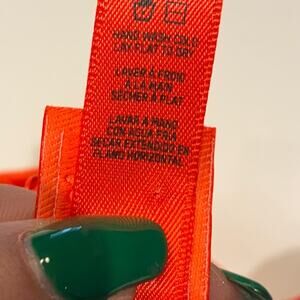 HAND WASH COLD
LAY FLAT TO DRY
LAVER À FROID
À LA MAIN
SÉCHER À PLAT
LAVAR A MANO
CON AGUA FRÍA
SECAR EXTENDIDO EN
PLANO HORIZONTAL